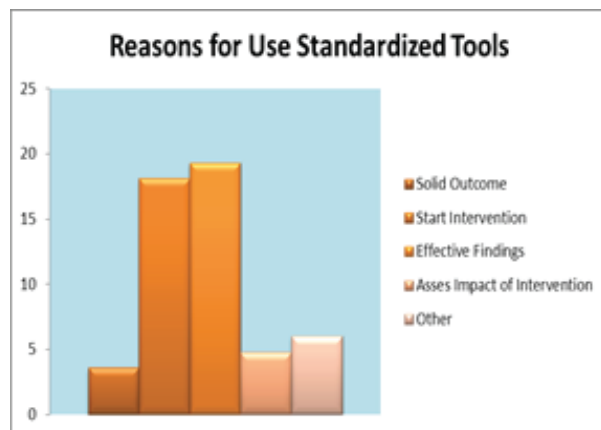 Reasons for Use Standardized Tools
25
20
15
10
5
0
Solid Outcome
Start Intervention
Effective Findings
Asses Impact of Intervention
Other